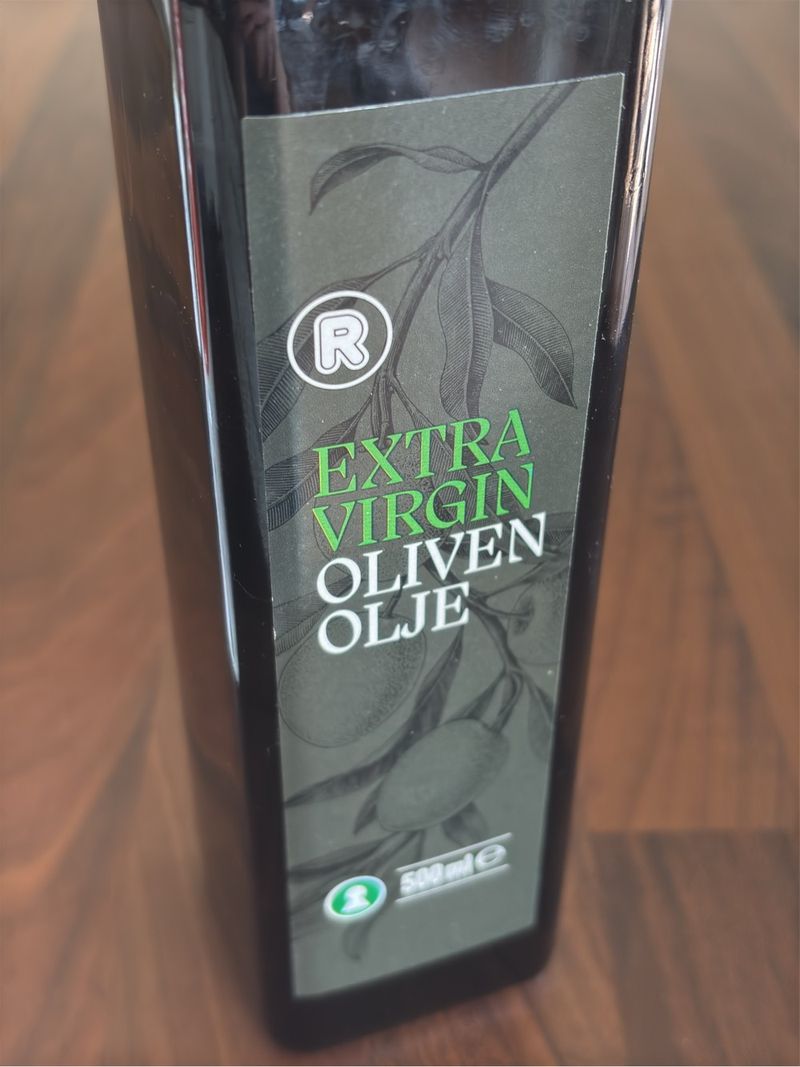 R
EXTRA
VIRGIN
OLIVEN
OLJE
500 ml ℮